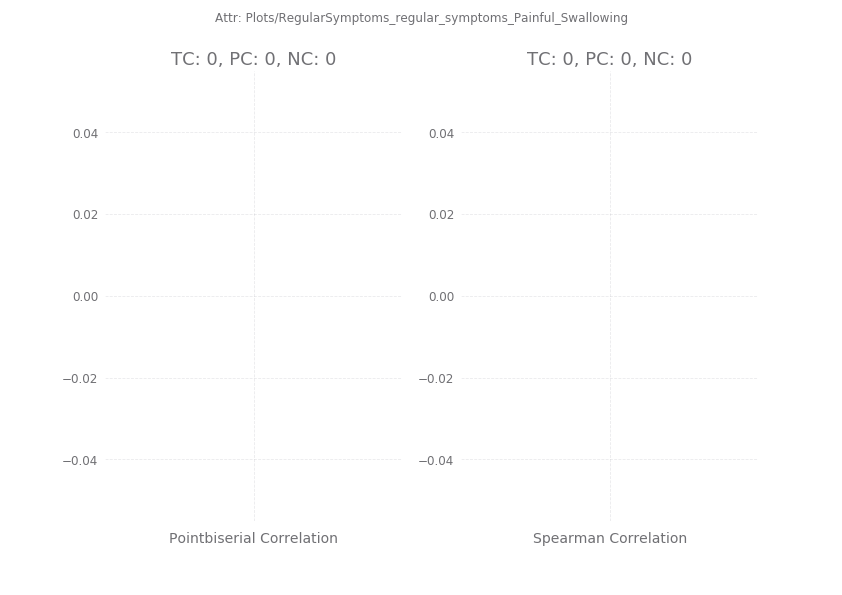 Attr: Plots/RegularSymptoms_regular_symptoms_Painful_Swallowing
TC: 0, PC: 0, NC: 0
TC: 0, PC: 0, NC: 0
0.04
0.02
0.00
−0.02
−0.04
0.04
0.02
0.00
−0.02
−0.04
Pointbiserial Correlation
Spearman Correlation